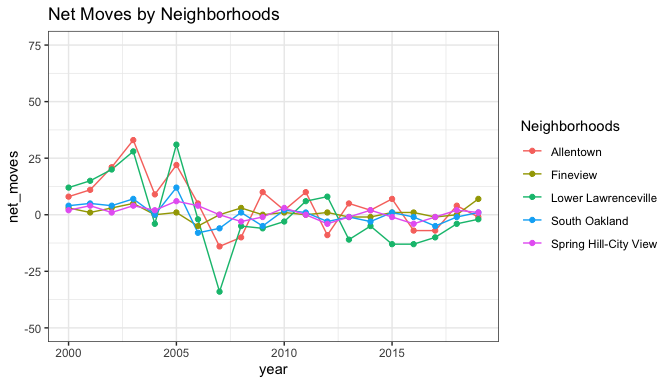 Net Moves by Neighborhoods
net_moves
75
50
25
0
-25
-50
2000
2005
2010
2015
year
Neighborhoods
Allentown
Fineview
Lower Lawrenceville
South Oakland
Spring Hill-City View